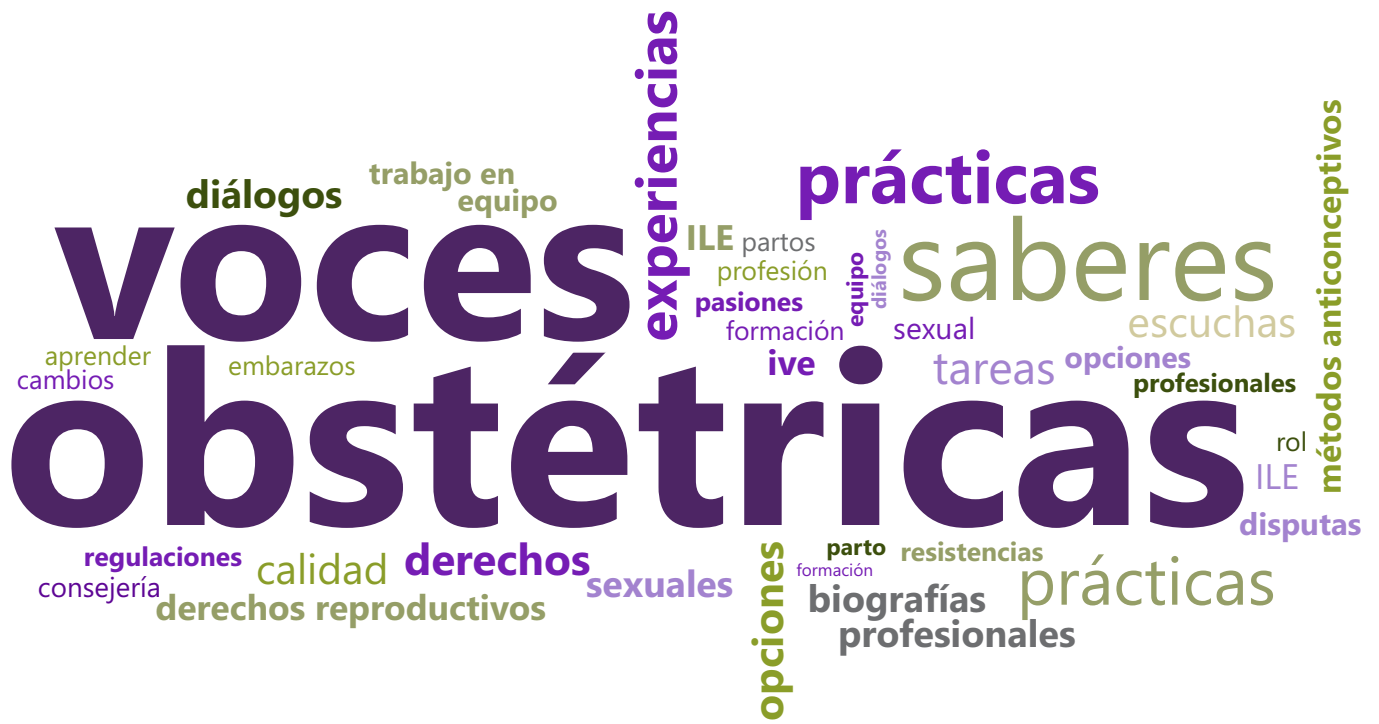 experiencias
métodos anticonceptivos
prácticas
trabajo en
equipo
diálogos
voces
ILE
partos
profesión
pasiones
formación
ive
equipo
diálogos
sexual
saberes
escuchas
tareas
opciones
profesionales
aprender
cambios
embarazos
obstétricas
rol
ILE
disputas
regulaciones
consejería
calidad
derechos
sexuales
derechos reproductivos
opciones
parto
formación
resistencias
biografías
profesionales
prácticas